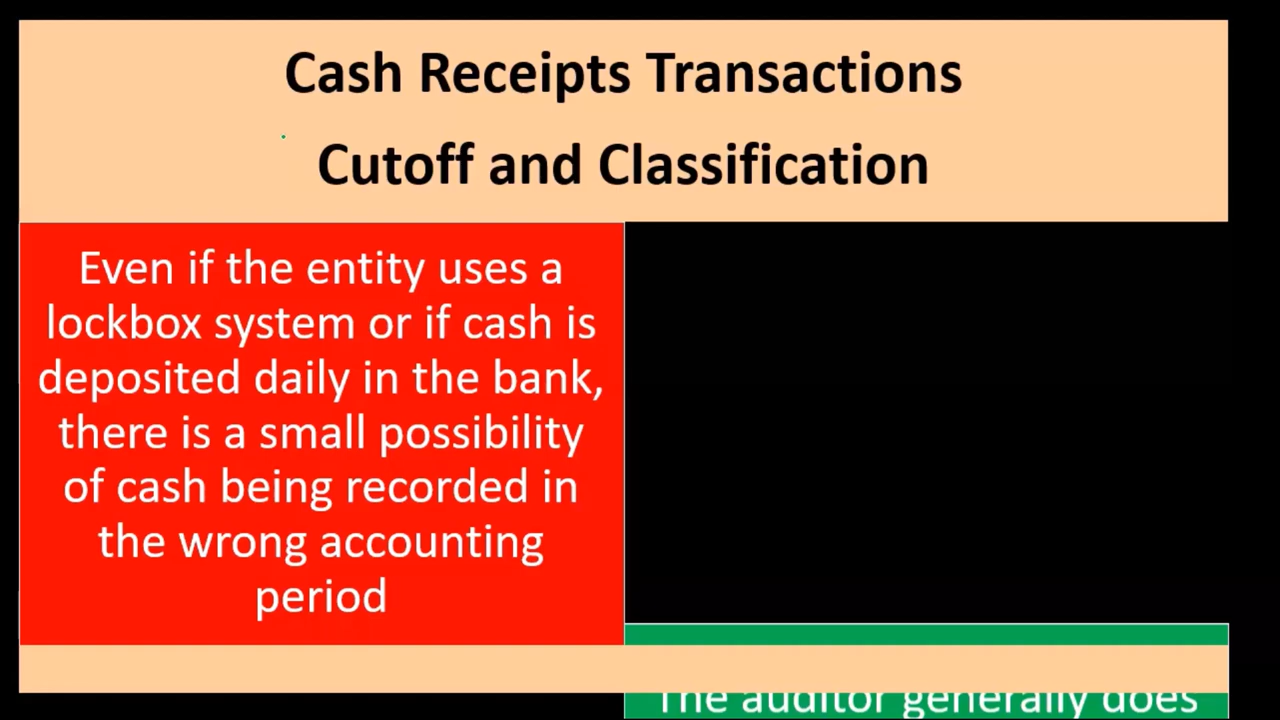 Cash Receipts Transactions
Cutoff and Classification
Even if the entity uses a
lockbox system or if cash is
deposited daily in the bank,
there is a small possibility
of cash being recorded in
the wrong accounting
period
The auditor generally does